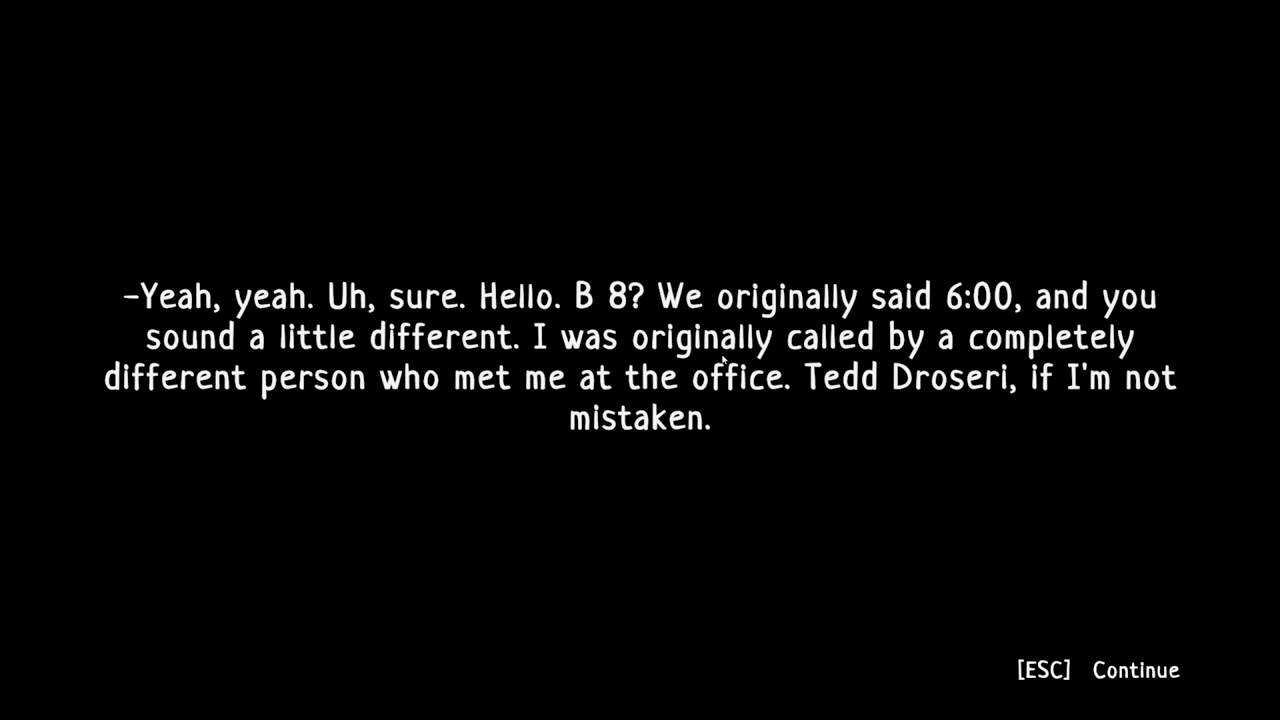 -Yeah, yeah. Uh, sure. Hello. B 8? We originally said 6:00, and you
sound a little different. I was originally called by a completely
different person who met me at the office. Tedd Droseri, if I'm not
mistaken.
[ESC] Continue